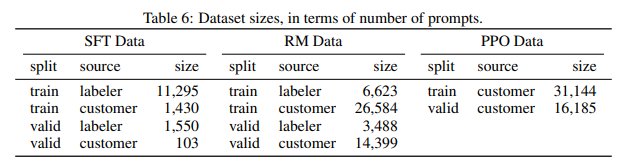 Table 6: Dataset sizes, in terms of number of prompts.
SFT Data RM Data PPO Data
split source size split source size split source size
train labeler 11,295 train labeler 6,623 train customer 31,144
train customer 1,430 train customer 26,584 valid customer 16,185
valid labeler 1,550 valid labeler 3,488
valid customer 103 valid customer 14,399